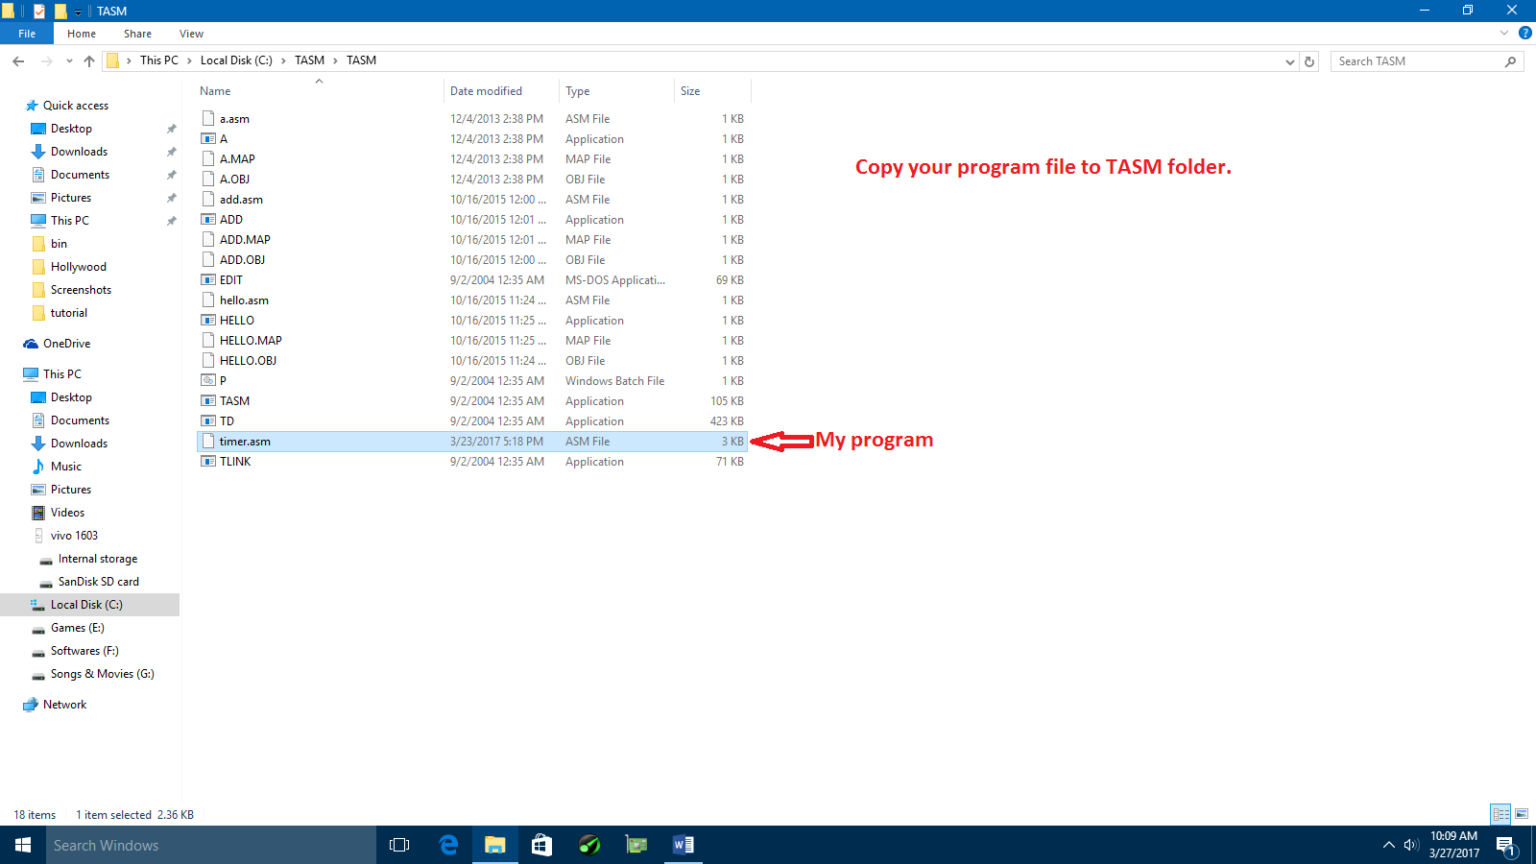 TASM
File Home Share View
This PC Local Disk (C:) TASM TASM
Search TASM
Name Date modified Type Size
Quick access
Desktop
Downloads
Documents
Pictures
This PC
bin
Hollywood
Screenshots
tutorial
OneDrive
This PC
Desktop
Documents
Downloads
Music
Pictures
Videos
vivo 1603
Internal storage
SanDisk SD card
Local Disk (C:)
Games (E:)
Softwares (F:)
Songs & Movies (G:)
Network
a.asm 12/4/2013 2:38 PM ASM File 1 KB
A 12/4/2013 2:38 PM Application 1 KB
A.MAP 12/4/2013 2:38 PM MAP File 1 KB
A.OBJ 12/4/2013 2:38 PM OBJ File 1 KB
add.asm 10/16/2015 12:00 ... ASM File 1 KB
ADD 10/16/2015 12:01 ... Application 1 KB
ADD.MAP 10/16/2015 12:01 ... MAP File 1 KB
ADD.OBJ 10/16/2015 12:00 ... OBJ File 1 KB
EDIT 9/2/2004 12:35 AM MS-DOS Applicati... 69 KB
hello.asm 10/16/2015 11:24 ... ASM File 1 KB
HELLO 10/16/2015 11:25 ... Application 1 KB
HELLO.MAP 10/16/2015 11:25 ... MAP File 1 KB
HELLO.OBJ 10/16/2015 11:24 ... OBJ File 1 KB
P 9/2/2004 12:35 AM Windows Batch File 1 KB
TASM 9/2/2004 12:35 AM Application 105 KB
TD 9/2/2004 12:35 AM Application 423 KB
timer.asm 3/23/2017 5:18 PM ASM File 3 KB
TLINK 9/2/2004 12:35 AM Application 71 KB
Copy your program file to TASM folder.
My program
18 items 1 item selected 2.36 KB
Search Windows
10:09 AM
3/27/2017
1